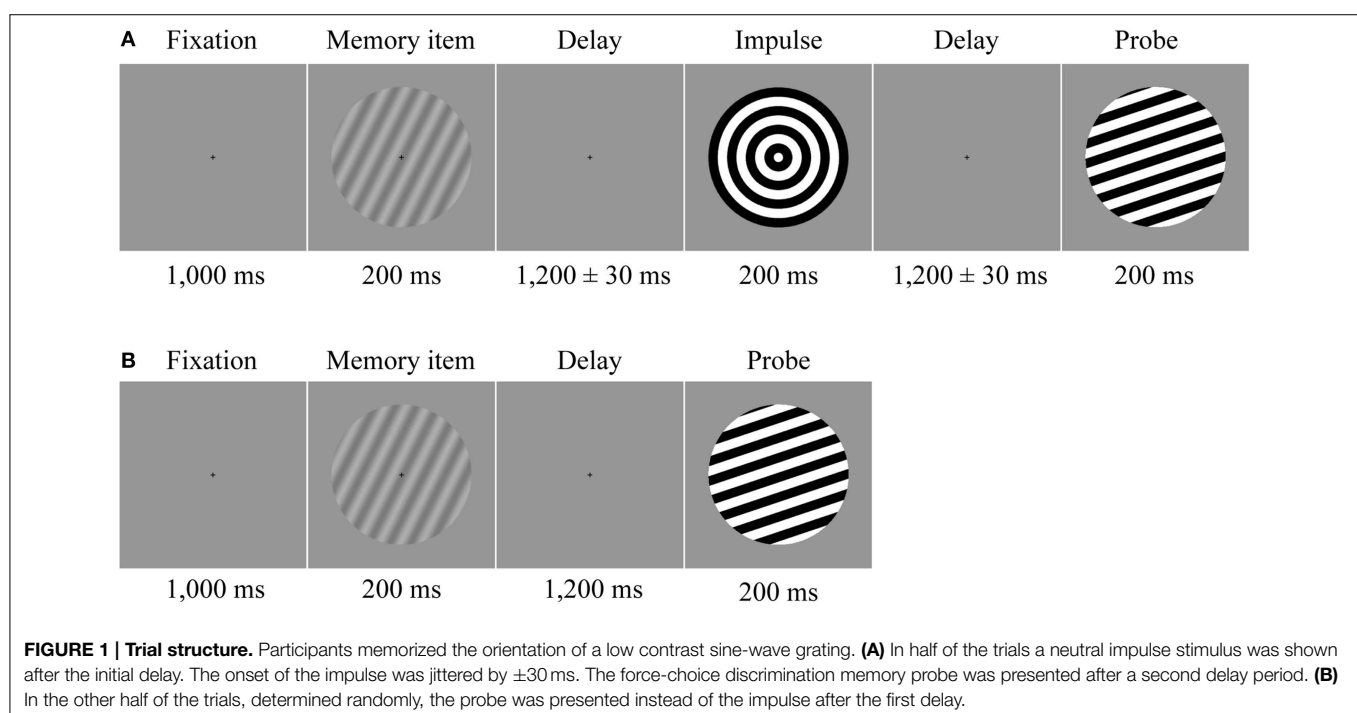 A Fixation Memory item Delay Impulse Delay Probe
1,000 ms 200 ms 1,200 ± 30 ms 200 ms 1,200 ± 30 ms 200 ms
B Fixation Memory item Delay Probe
1,000 ms 200 ms 1,200 ms 200 ms
FIGURE 1 | Trial structure. Participants memorized the orientation of a low contrast sine-wave grating. (A) In half of the trials a neutral impulse stimulus was shown
after the initial delay. The onset of the impulse was jittered by ±30 ms. The force-choice discrimination memory probe was presented after a second delay period. (B)
In the other half of the trials, determined randomly, the probe was presented instead of the impulse after the first delay.